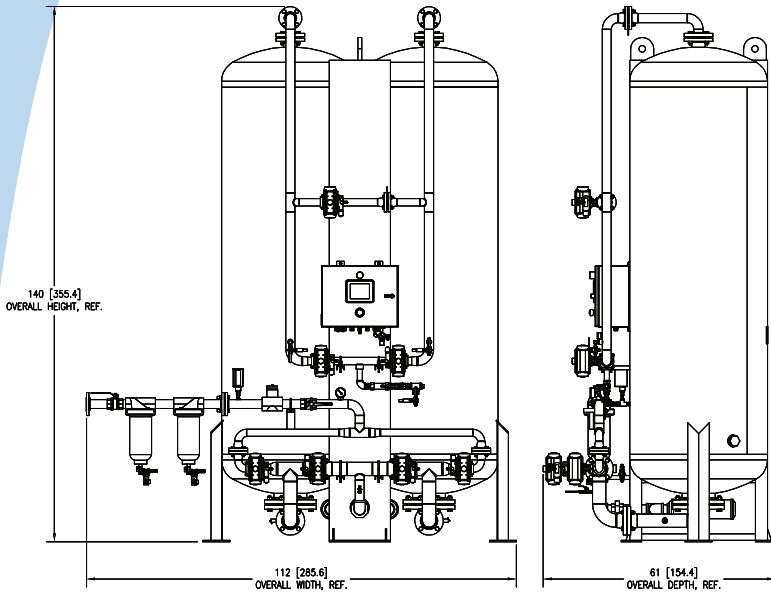 140 [355.4]
OVERALL HEIGHT, REF.
112 [285.6]
OVERALL WIDTH, REF.
61 [154.4]
OVERALL DEPTH, REF.